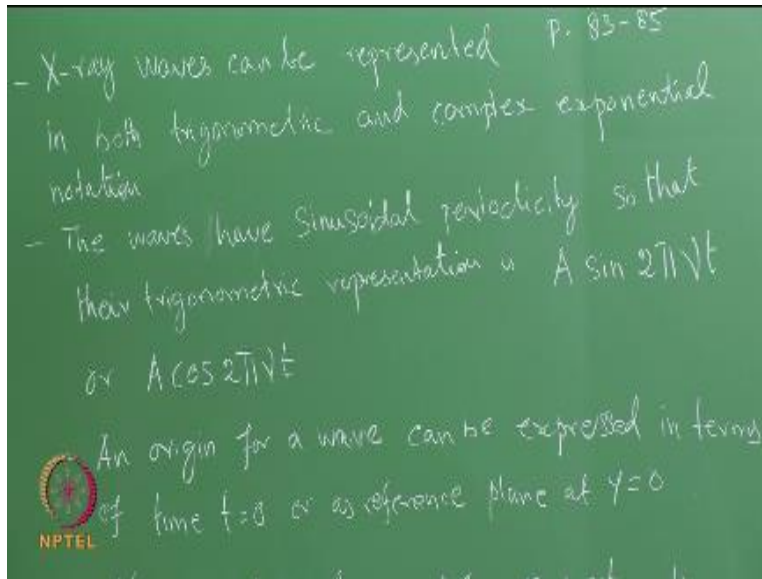 P. 83-85
- X-ray waves can be represented
in both trigonometric and complex exponential
notation
- The waves have Sinusoidal periodicity so that
their trigonometric representation is A sin 2πνt
or A cos 2πνt
An origin for a wave can be expressed in terms
of time t=0 or as reference plane at y=0
NPTEL